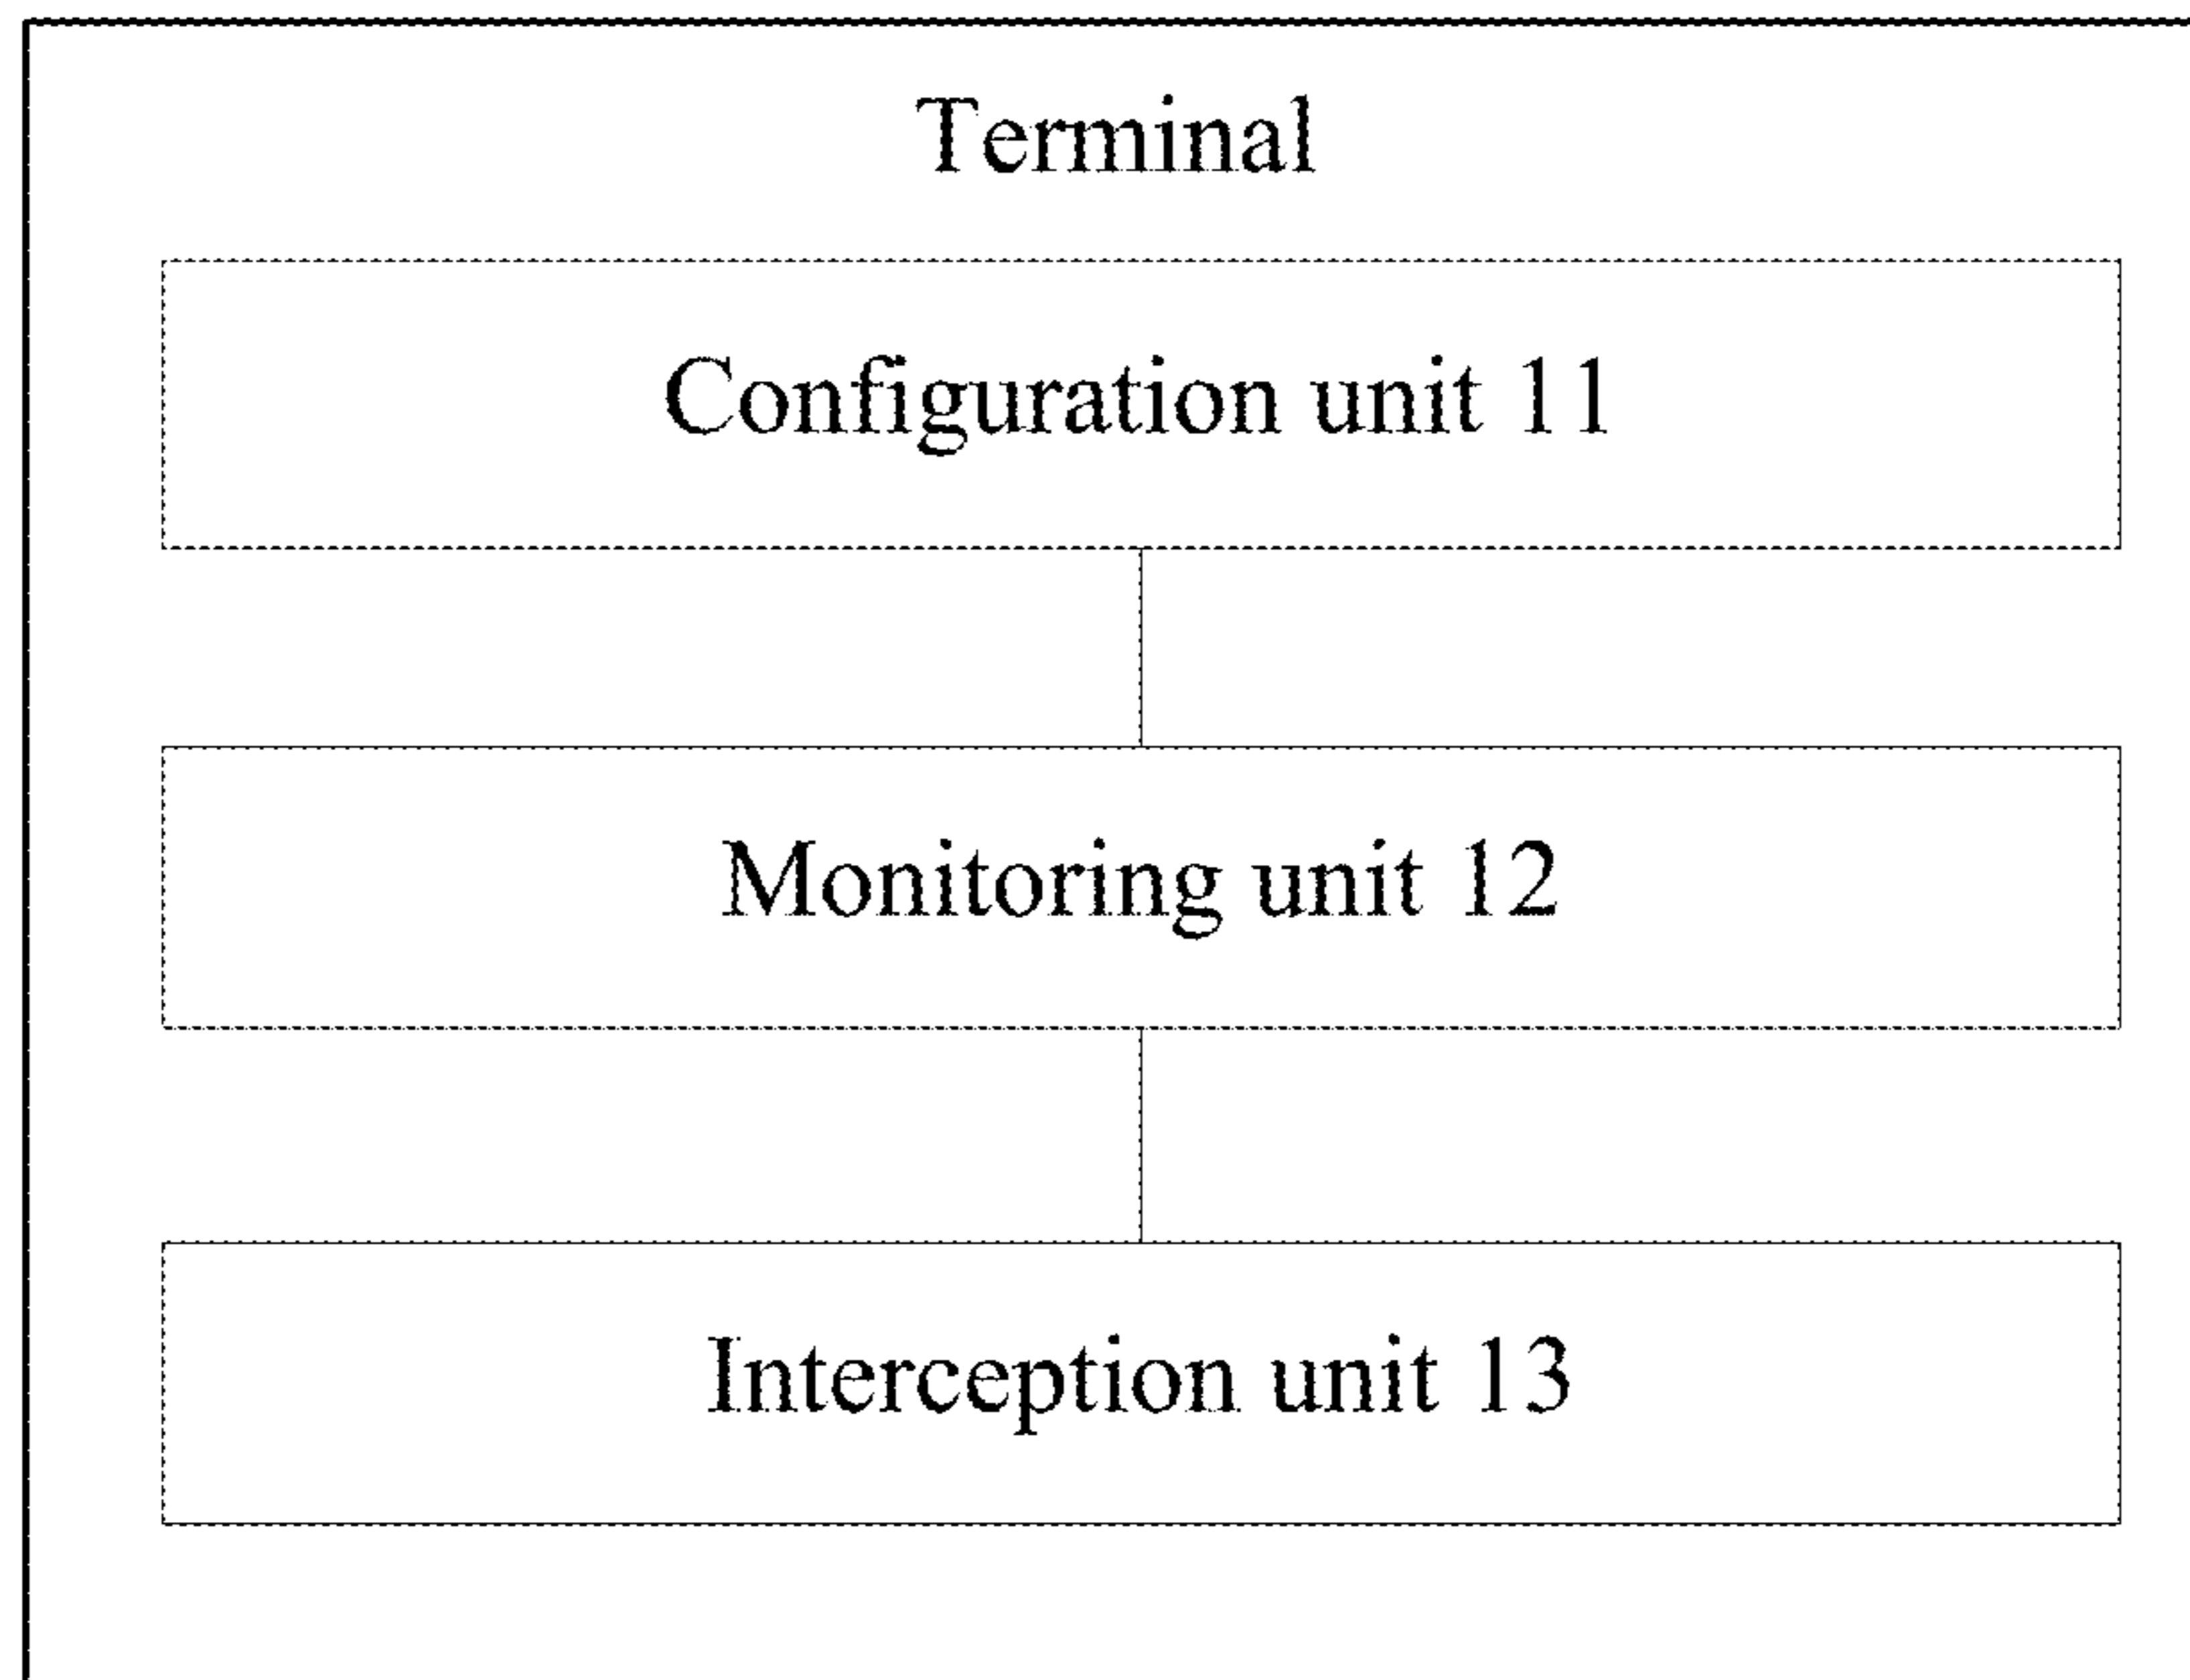 Terminal
Configuration unit 11
Monitoring unit 12
Interception unit 13